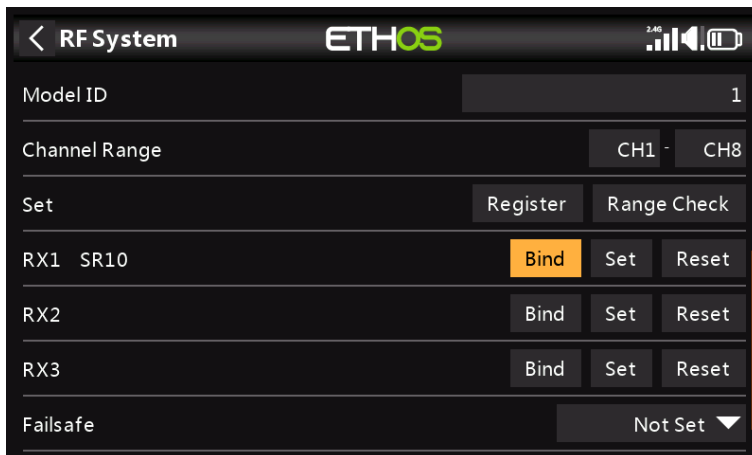 RF System ETHOS 2.4G
Model ID 1
Channel Range CH1 - CH8
Set Register Range Check
RX1 SR10 Bind Set Reset
RX2 Bind Set Reset
RX3 Bind Set Reset
Failsafe Not Set